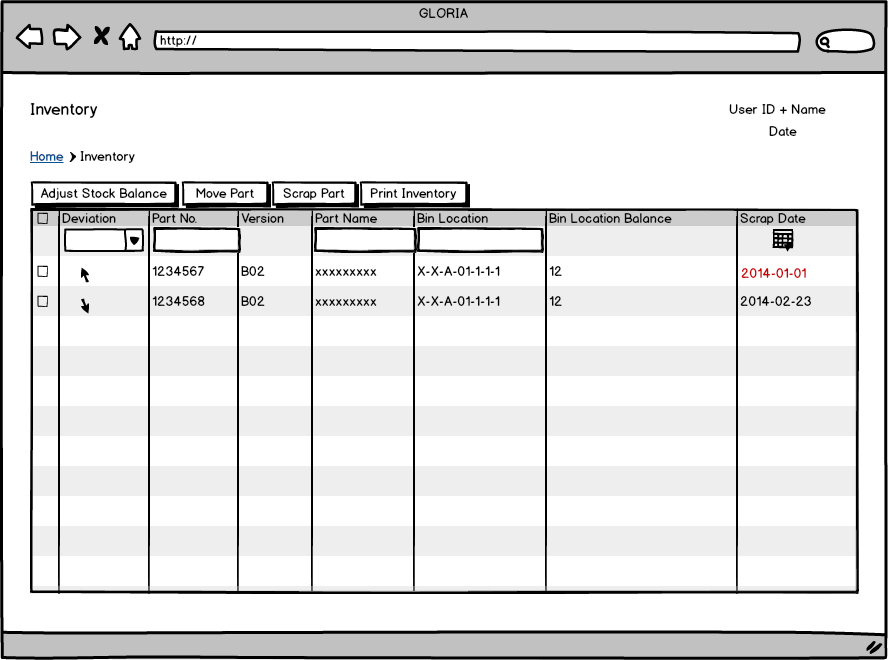 GLORIA
http://
Inventory
User ID + Name
Date
Home > Inventory
Adjust Stock Balance Move Part Scrap Part Print Inventory
Deviation Part No. Version Part Name Bin Location Bin Location Balance Scrap Date
1234567 B02 xxxxxxxxx X-X-A-01-1-1-1 12 2014-01-01
1234568 B02 xxxxxxxxx X-X-A-01-1-1-1 12 2014-02-23